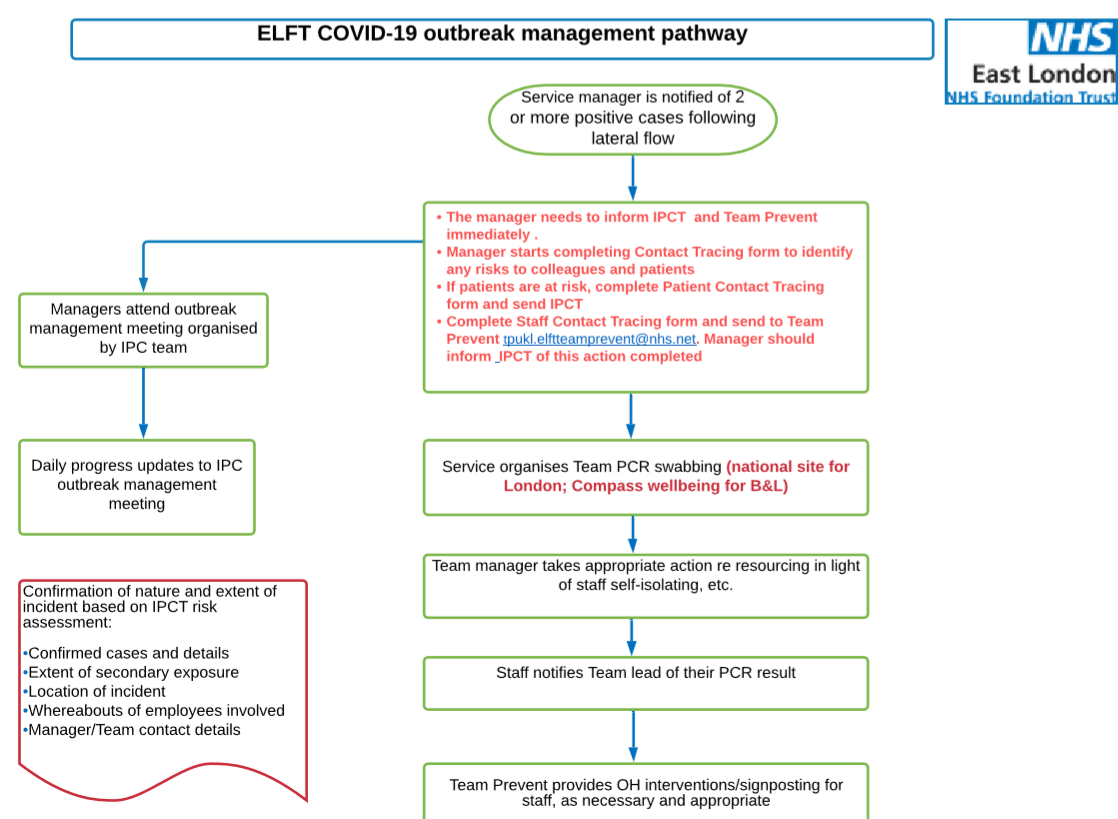 ELFT COVID-19 outbreak management pathway
NHS
East London
NHS Foundation Trust
Service manager is notified of 2
or more positive cases following
lateral flow
• The manager needs to inform IPCT  and Team Prevent
immediately .
• Manager starts completing Contact Tracing form to identify
any risks to colleagues and patients
• If patients are at risk, complete Patient Contact Tracing
form and send IPCT
• Complete Staff Contact Tracing form and send to Team
Prevent tpukl.elftteamprevent@nhs.net. Manager should
inform _IPCT of this action completed
Managers attend outbreak
management meeting organised
by IPC team
Daily progress updates to IPC
outbreak management
meeting
Service organises Team PCR swabbing (national site for
London; Compass wellbeing for B&L)
Team manager takes appropriate action re resourcing in light
of staff self-isolating, etc.
Confirmation of nature and extent of
incident based on IPCT risk
assessment:
•Confirmed cases and details
•Extent of secondary exposure
•Location of incident
•Whereabouts of employees involved
•Manager/Team contact details
Staff notifies Team lead of their PCR result
Team Prevent provides OH interventions/signposting for
staff, as necessary and appropriate